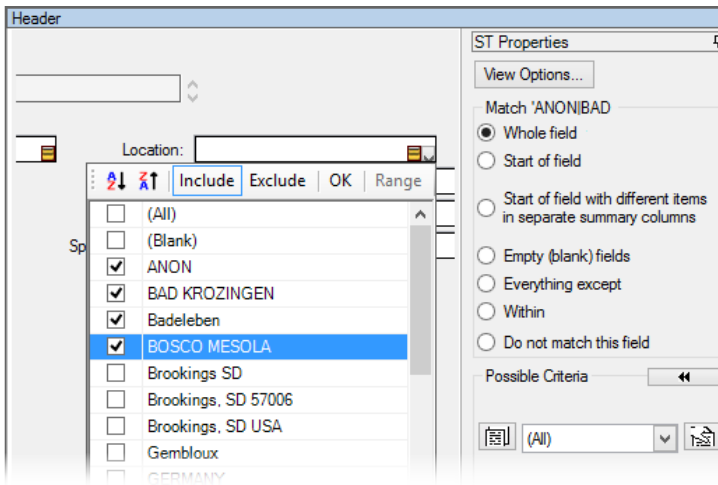 Header
ST Properties
View Options...
Match 'ANON|BAD
Whole field
Start of field
Start of field with different items
in separate summary columns
Empty (blank) fields
Everything except
Within
Do not match this field
Possible Criteria
(All)
Location:
Include Exclude OK Range
(All)
(Blank)
Sp
ANON
BAD KROZINGEN
Badeleben
BOSCO MESOLA
Brookings SD
Brookings, SD 57006
Brookings, SD USA
Gembloux
GERMANY